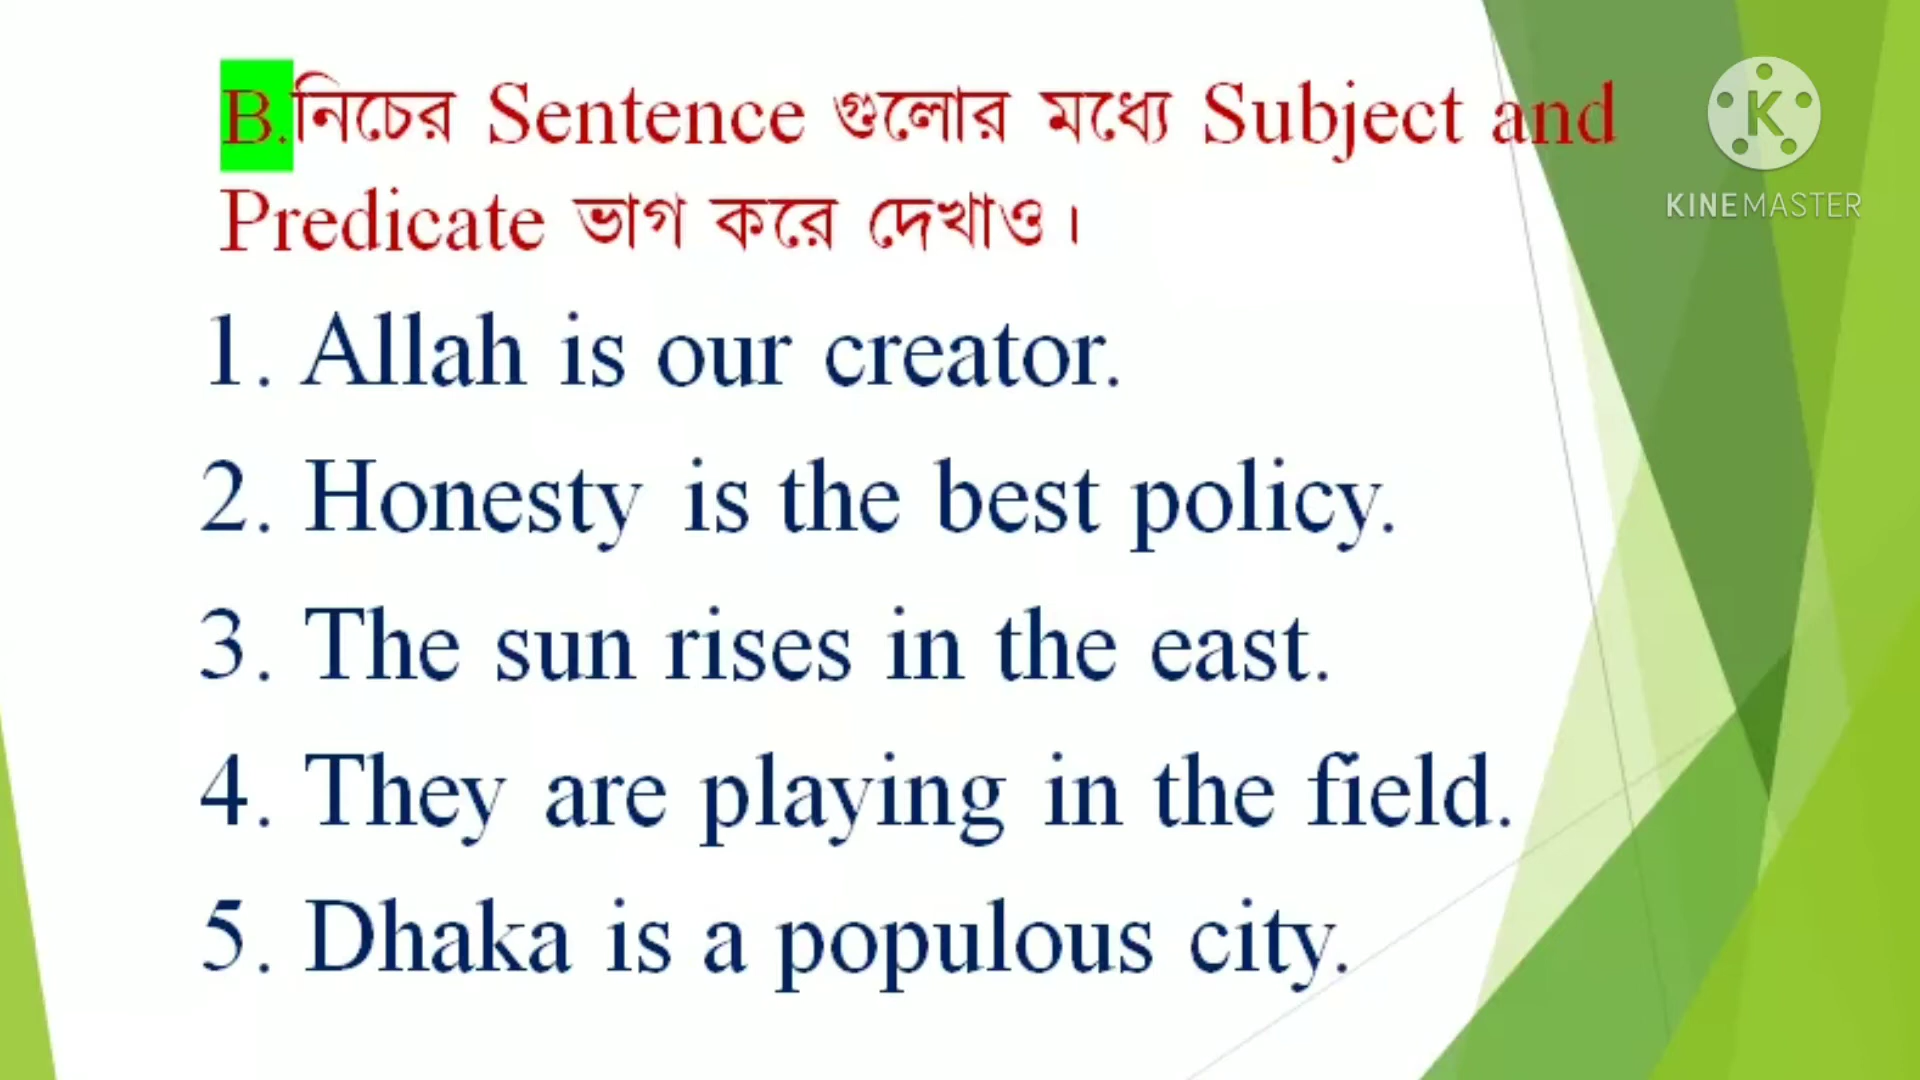 B.নিচের Sentence গুলোর মধ্যে Subject and
Predicate ভাগ করে দেখাও।
1. Allah is our creator.
2. Honesty is the best policy.
3. The sun rises in the east.
4. They are playing in the field.
5. Dhaka is a populous city.
K
KINEMASTER